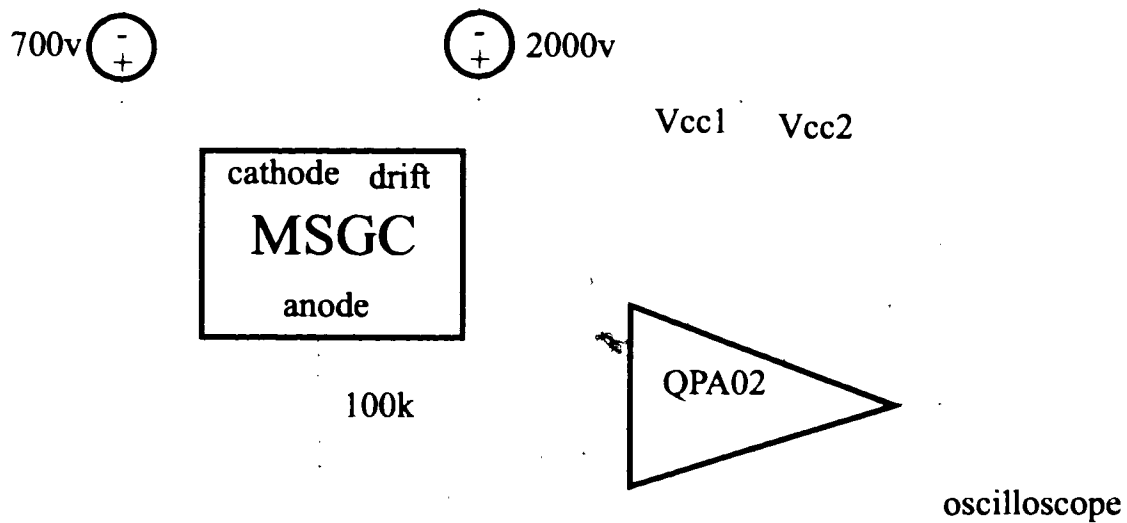 700v
-
+
-
+
2000v
Vcc1
Vcc2
cathode drift
MSGC
anode
100k
QPA02
oscilloscope